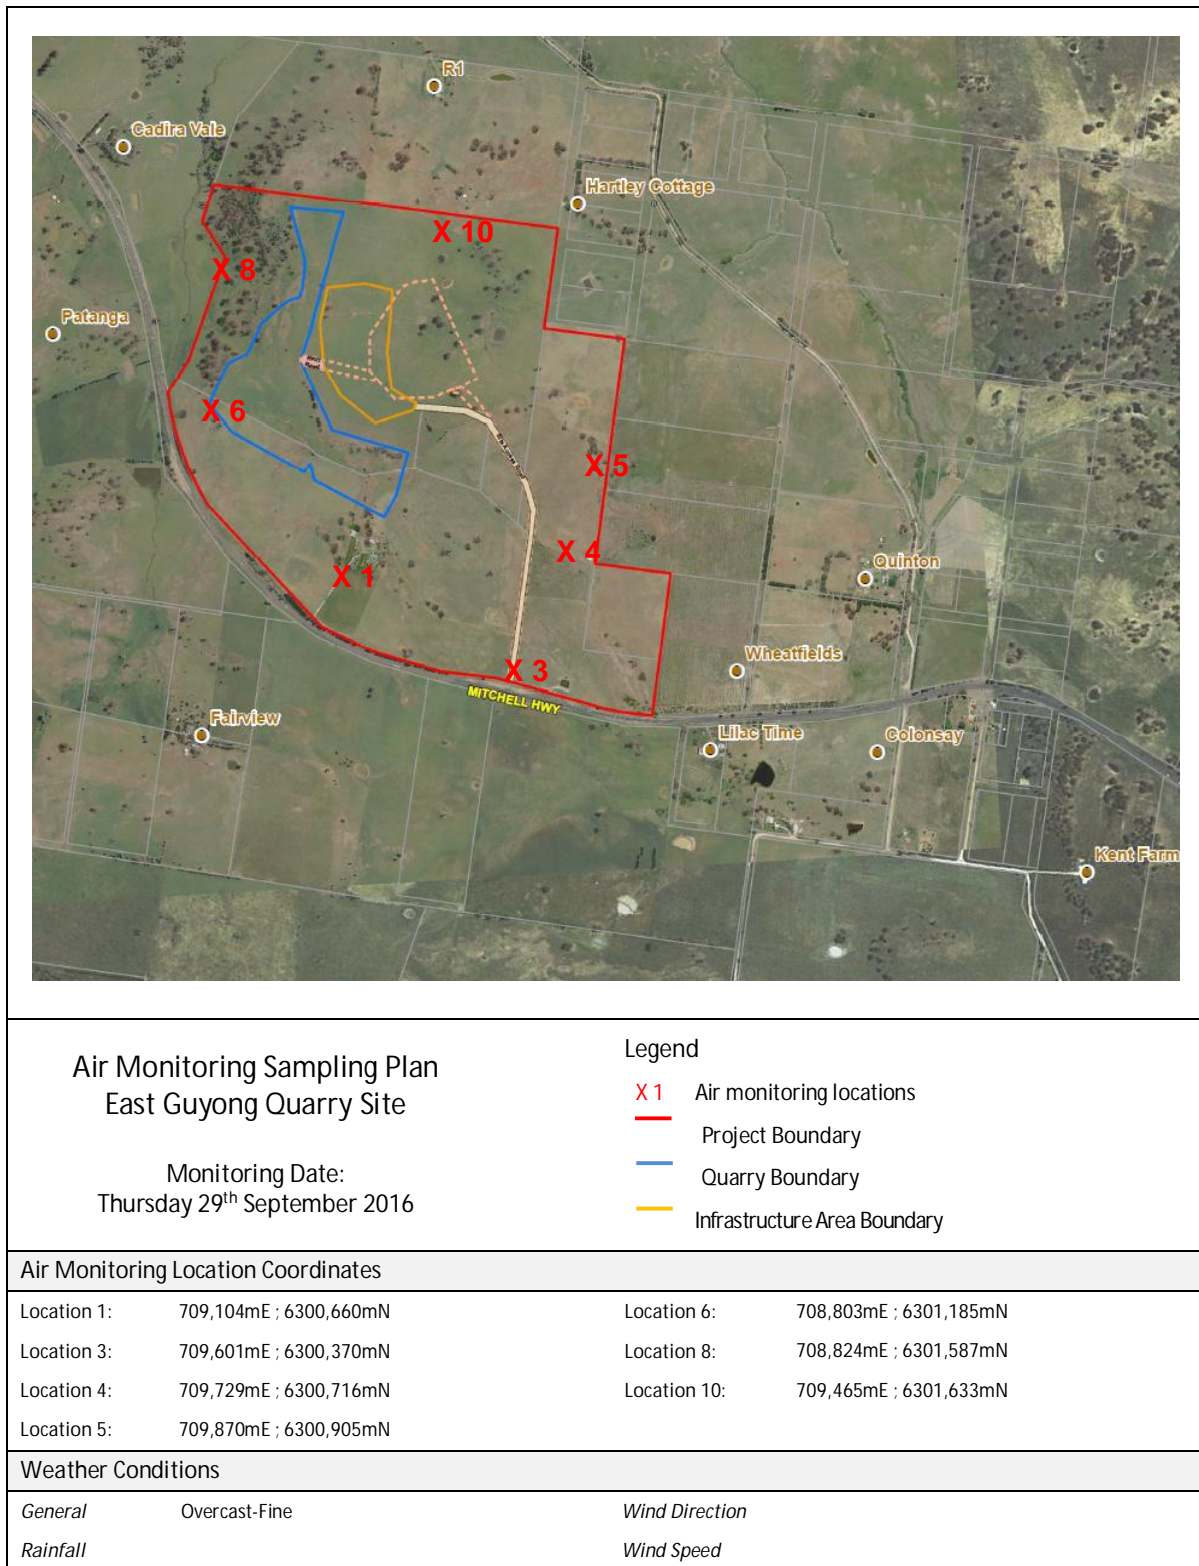 R1
Cadira Vale
Hartley Cottage
X 10
X 8
Patanga
X 6
X 5
X 4
Quinton
X 1
Wheatfields
X 3
MITCHELL HWY
Fairview
Lilac Time
Colonsay
Kent Farm
Air Monitoring Sampling Plan
East Guyong Quarry Site
Monitoring Date:
Thursday 29th September 2016
Legend
X 1 Air monitoring locations
Project Boundary
Quarry Boundary
Infrastructure Area Boundary
Air Monitoring Location Coordinates
Location 1: 709,104mE ; 6300,660mN
Location 3: 709,601mE ; 6300,370mN
Location 4: 709,729mE ; 6300,716mN
Location 5: 709,870mE ; 6300,905mN
Location 6: 708,803mE ; 6301,185mN
Location 8: 708,824mE ; 6301,587mN
Location 10: 709,465mE ; 6301,633mN
Weather Conditions
General Overcast-Fine
Wind Direction
Rainfall
Wind Speed